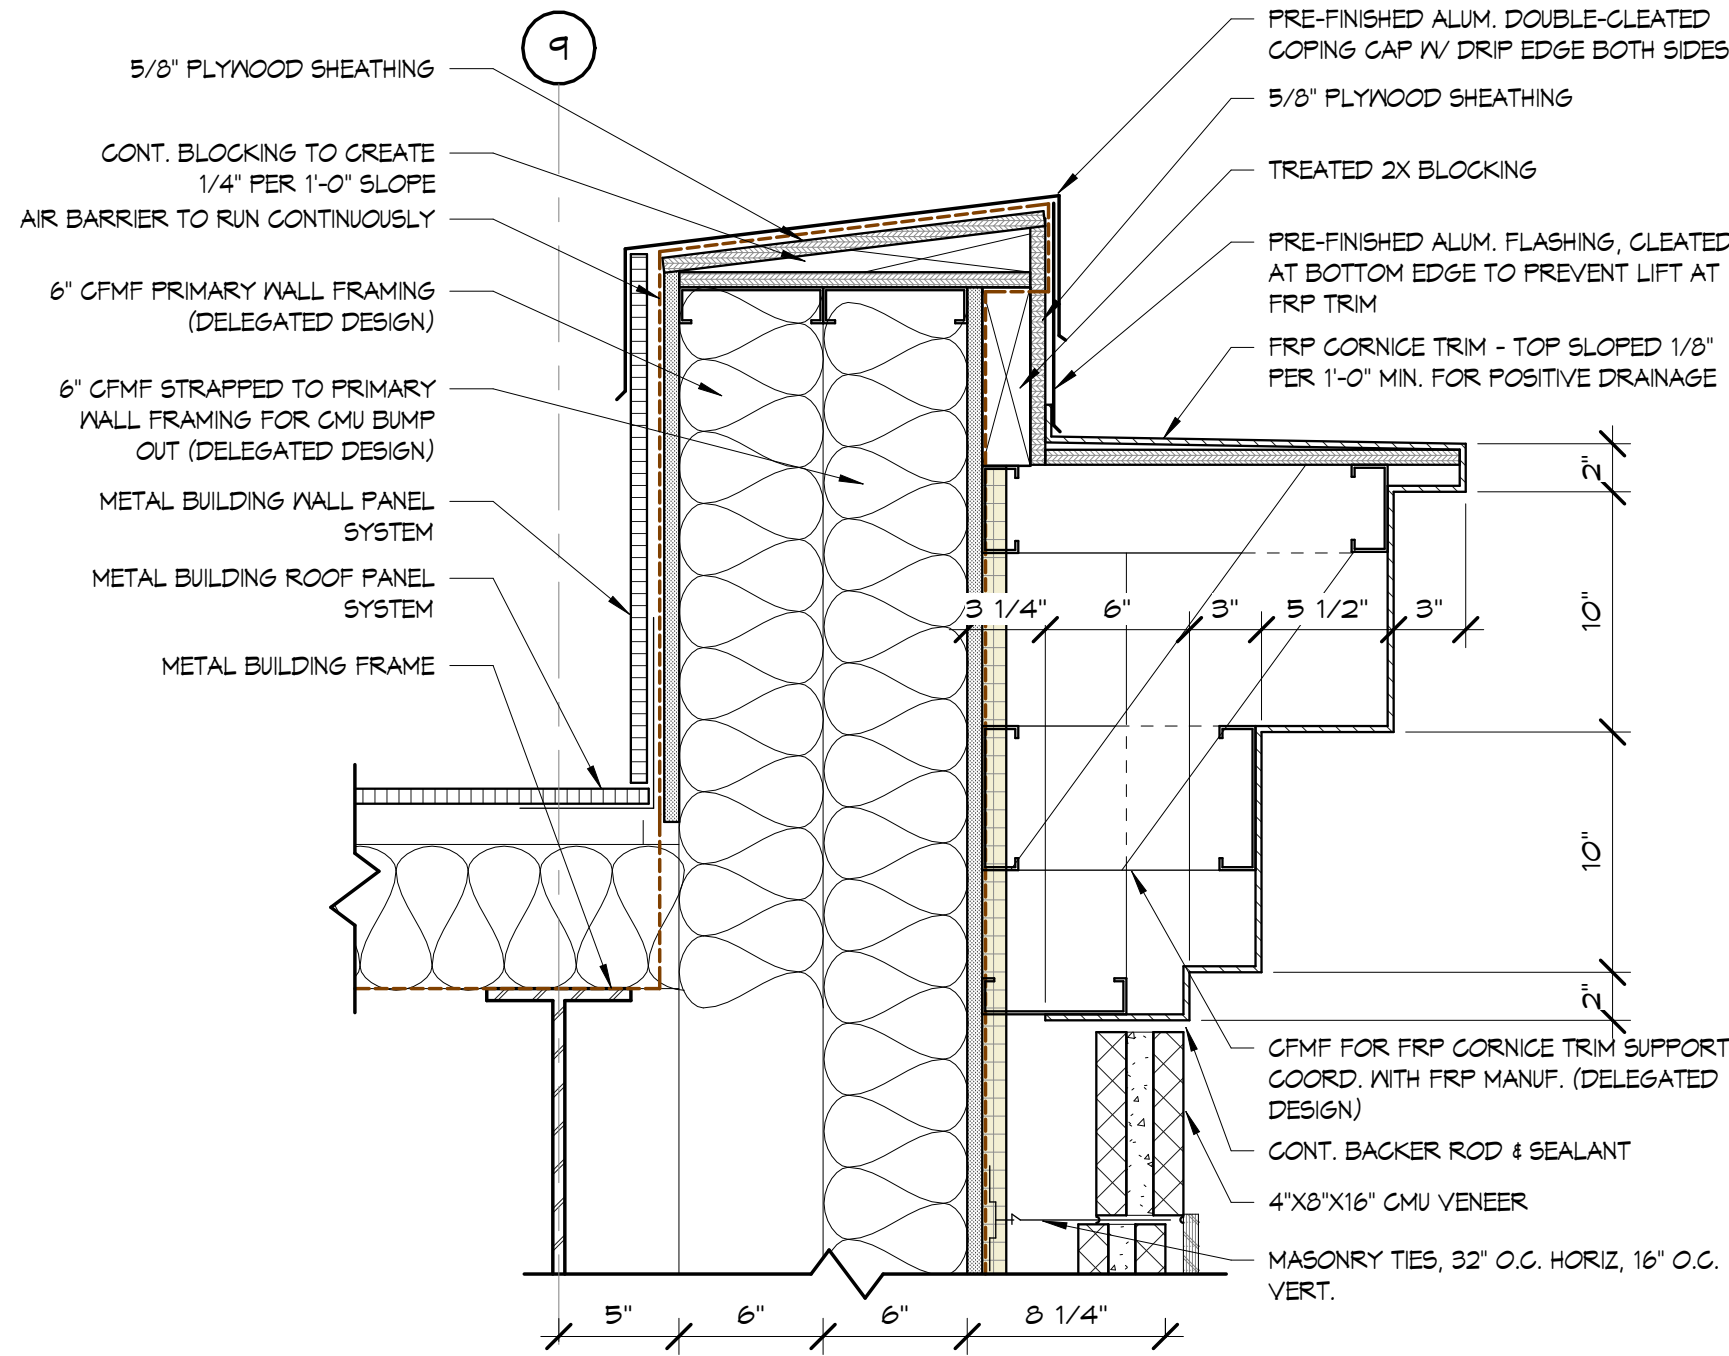 9
5/8" PLYWOOD SHEATHING
CONT. BLOCKING TO CREATE
1/4" PER 1'-0" SLOPE
AIR BARRIER TO RUN CONTINUOUSLY
6" CFMF PRIMARY WALL FRAMING
(DELEGATED DESIGN)
6" CFMF STRAPPED TO PRIMARY
WALL FRAMING FOR CMU BUMP
OUT (DELEGATED DESIGN)
METAL BUILDING WALL PANEL
SYSTEM
METAL BUILDING ROOF PANEL
SYSTEM
METAL BUILDING FRAME
PRE-FINISHED ALUM. DOUBLE-CLEATED
COPING CAP W/ DRIP EDGE BOTH SIDES
5/8" PLYWOOD SHEATHING
TREATED 2X BLOCKING
PRE-FINISHED ALUM. FLASHING, CLEATED
AT BOTTOM EDGE TO PREVENT LIFT AT
FRP TRIM
FRP CORNICE TRIM - TOP SLOPED 1/8"
PER 1'-0" MIN. FOR POSITIVE DRAINAGE
2"
10"
10"
2"
3 1/4" 6" 3" 5 1/2" 3"
CFMF FOR FRP CORNICE TRIM SUPPORT
COORD. WITH FRP MANUF. (DELEGATED
DESIGN)
CONT. BACKER ROD & SEALANT
4"X8"X16" CMU VENEER
MASONRY TIES, 32" O.C. HORIZ, 16" O.C.
VERT.
5" 6" 6" 8 1/4"